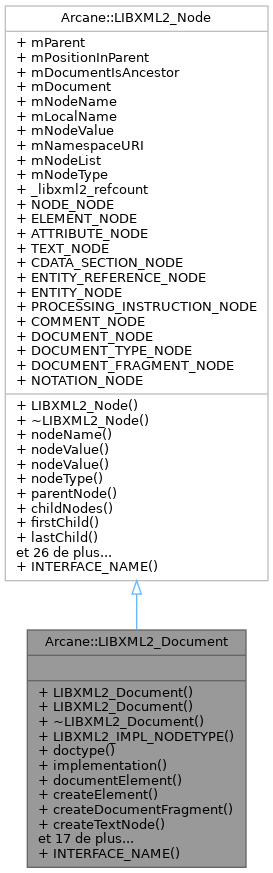 Arcane::LIBXML2_Node
+ mParent
+ mPositionInParent
+ mDocumentIsAncestor
+ mDocument
+ mNodeName
+ mLocalName
+ mNodeValue
+ mNamespaceURI
+ mNodeList
+ mNodeType
+ _libxml2_refcount
+ NODE_NODE
+ ELEMENT_NODE
+ ATTRIBUTE_NODE
+ TEXT_NODE
+ CDATA_SECTION_NODE
+ ENTITY_REFERENCE_NODE
+ ENTITY_NODE
+ PROCESSING_INSTRUCTION_NODE
+ COMMENT_NODE
+ DOCUMENT_NODE
+ DOCUMENT_TYPE_NODE
+ DOCUMENT_FRAGMENT_NODE
+ NOTATION_NODE
+ LIBXML2_Node()
+ ~LIBXML2_Node()
+ nodeName()
+ nodeValue()
+ nodeValue()
+ nodeType()
+ parentNode()
+ childNodes()
+ firstChild()
+ lastChild()
et 26 de plus...
+ INTERFACE_NAME()
Arcane::LIBXML2_Document
+ LIBXML2_Document()
+ LIBXML2_Document()
+ ~LIBXML2_Document()
+ LIBXML2_IMPL_NODETYPE()
+ doctype()
+ implementation()
+ documentElement()
+ createElement()
+ createDocumentFragment()
+ createTextNode()
et 17 de plus...
+ INTERFACE_NAME()